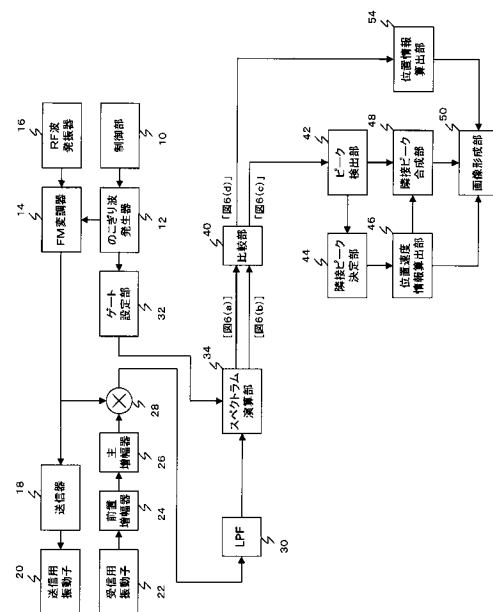 16
RF波
発振器
制御部
10
14
FM変調器
のこぎり波
発生器
12
ゲート
設定部
32
28
18
送信器
主
増幅器
26
前置
増幅器
24
20
送信用
振動子
受信用
振動子
22
LPF
30
34
スペクトラム
演算部
[図6(a)]
[図6(b)]
40
比較部
「図6(d)」
「図6(c)」
42
ピーク
検出部
44
隣接ピーク
決定部
46
位置速度
情報算出部
48
隣接ピーク
合成部
54
位置情報
算出部
50
画像形成部